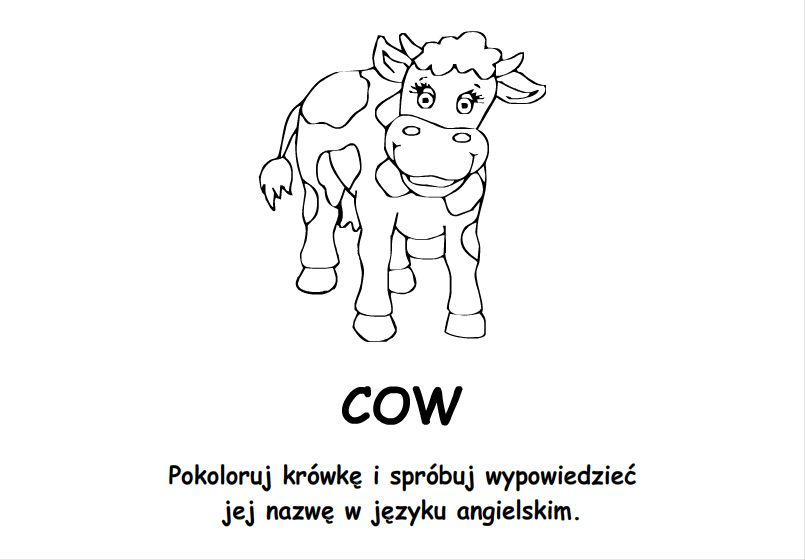 COW
Pokoloruj krówkę i spróbuj wypowiedzieć
jej nazwę w języku angielskim.